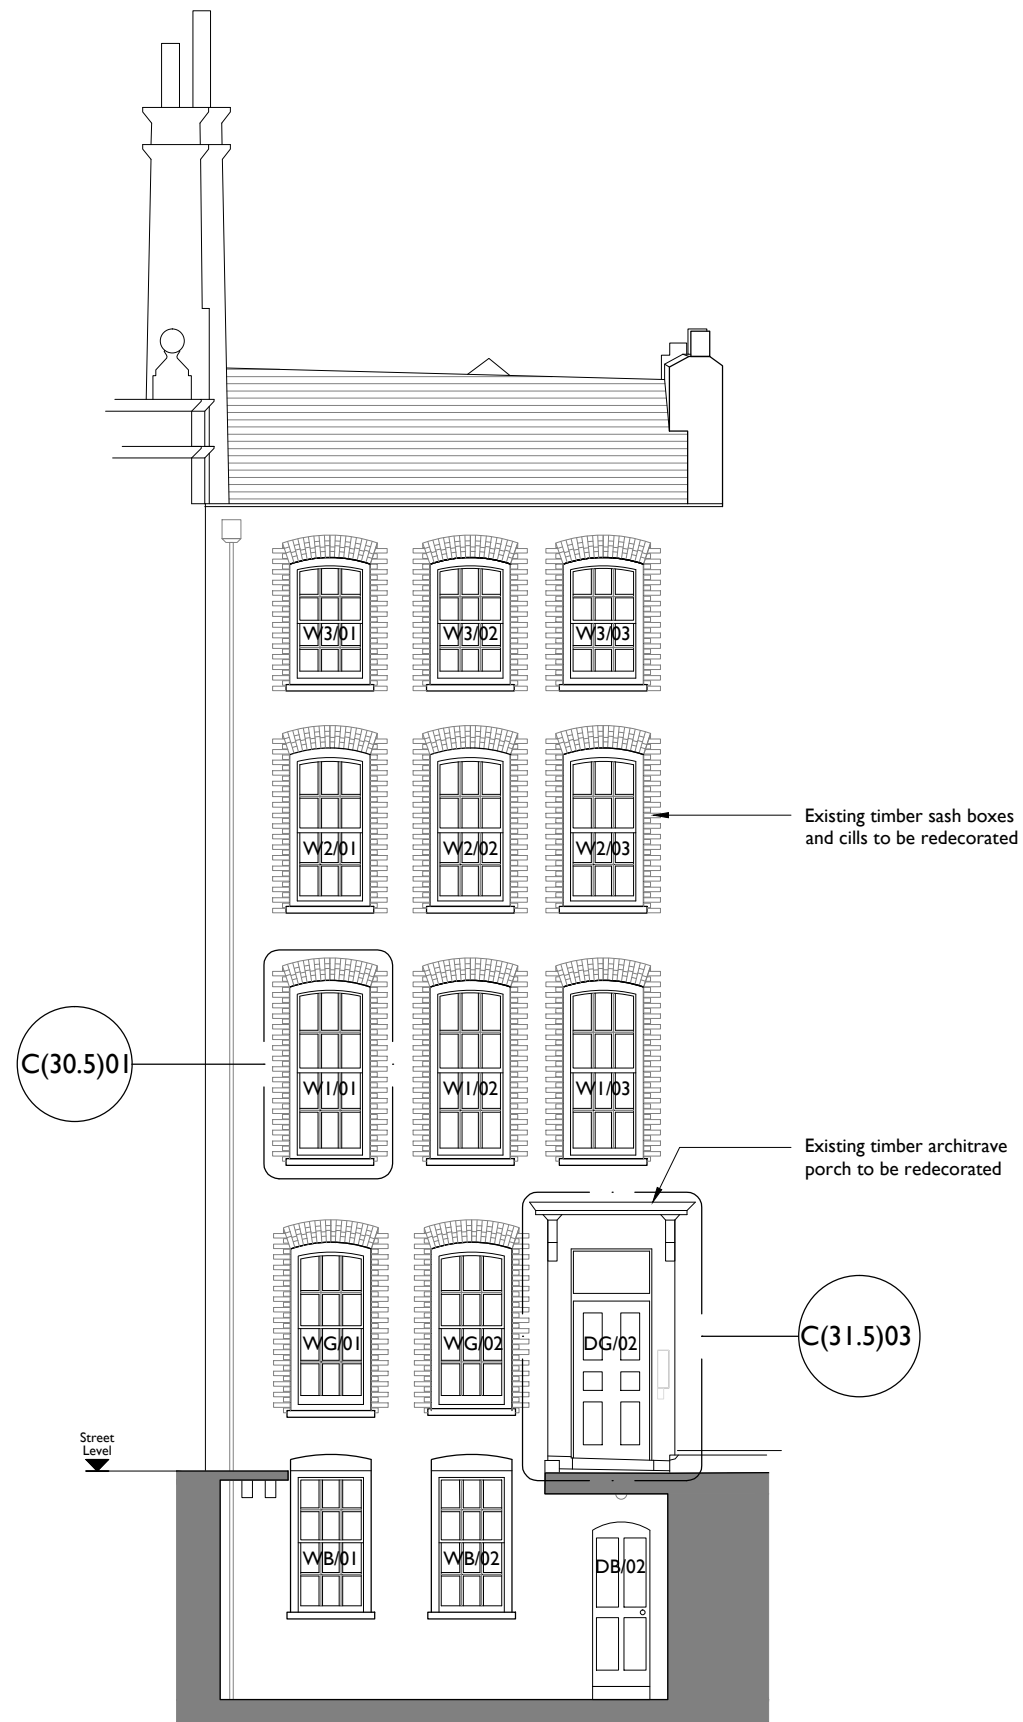 W3/01 W3/02 W3/03
Existing timber sash boxes
and cills to be redecorated
W2/01 W2/02 W2/03
C(30.5)01
W1/01 W1/02 W1/03
Existing timber architrave
porch to be redecorated
WG/01 WG/02 DG/02
C(31.5)03
Street
Level
WB/01 WB/02 DB/02